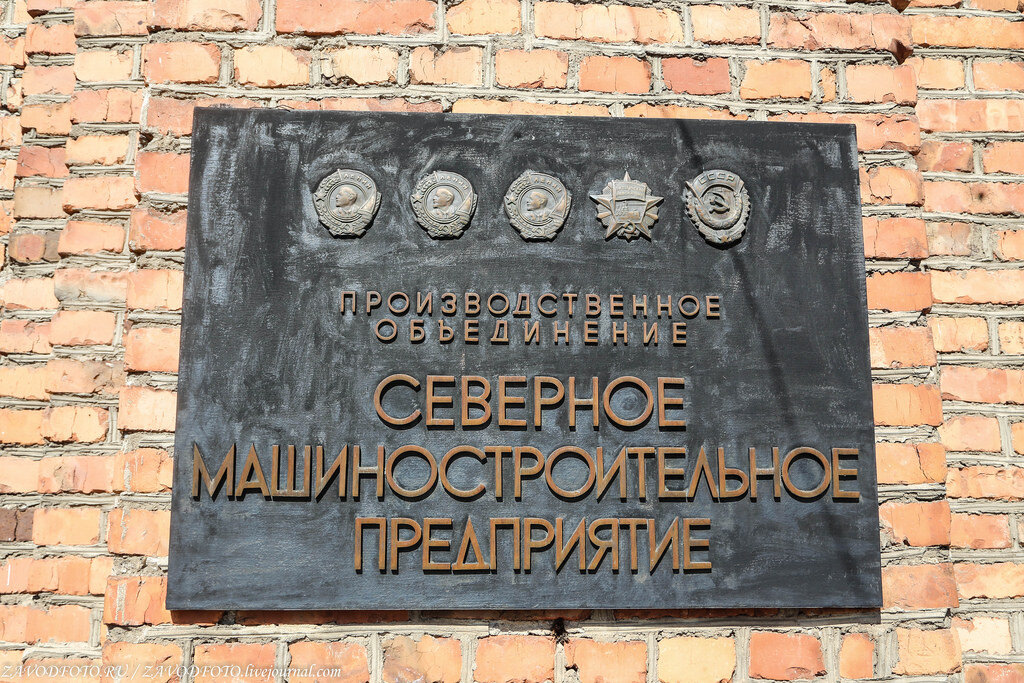 ПРОИЗВОДСТВЕННОЕ
ОБЪЕДИНЕНИЕ
СЕВЕРНОЕ
МАШИНОСТРОИТЕЛЬНОЕ
ПРЕДПРИЯТИЕ
ZAVODFOTO.RU / ZAVODFOTO.livejournal.com